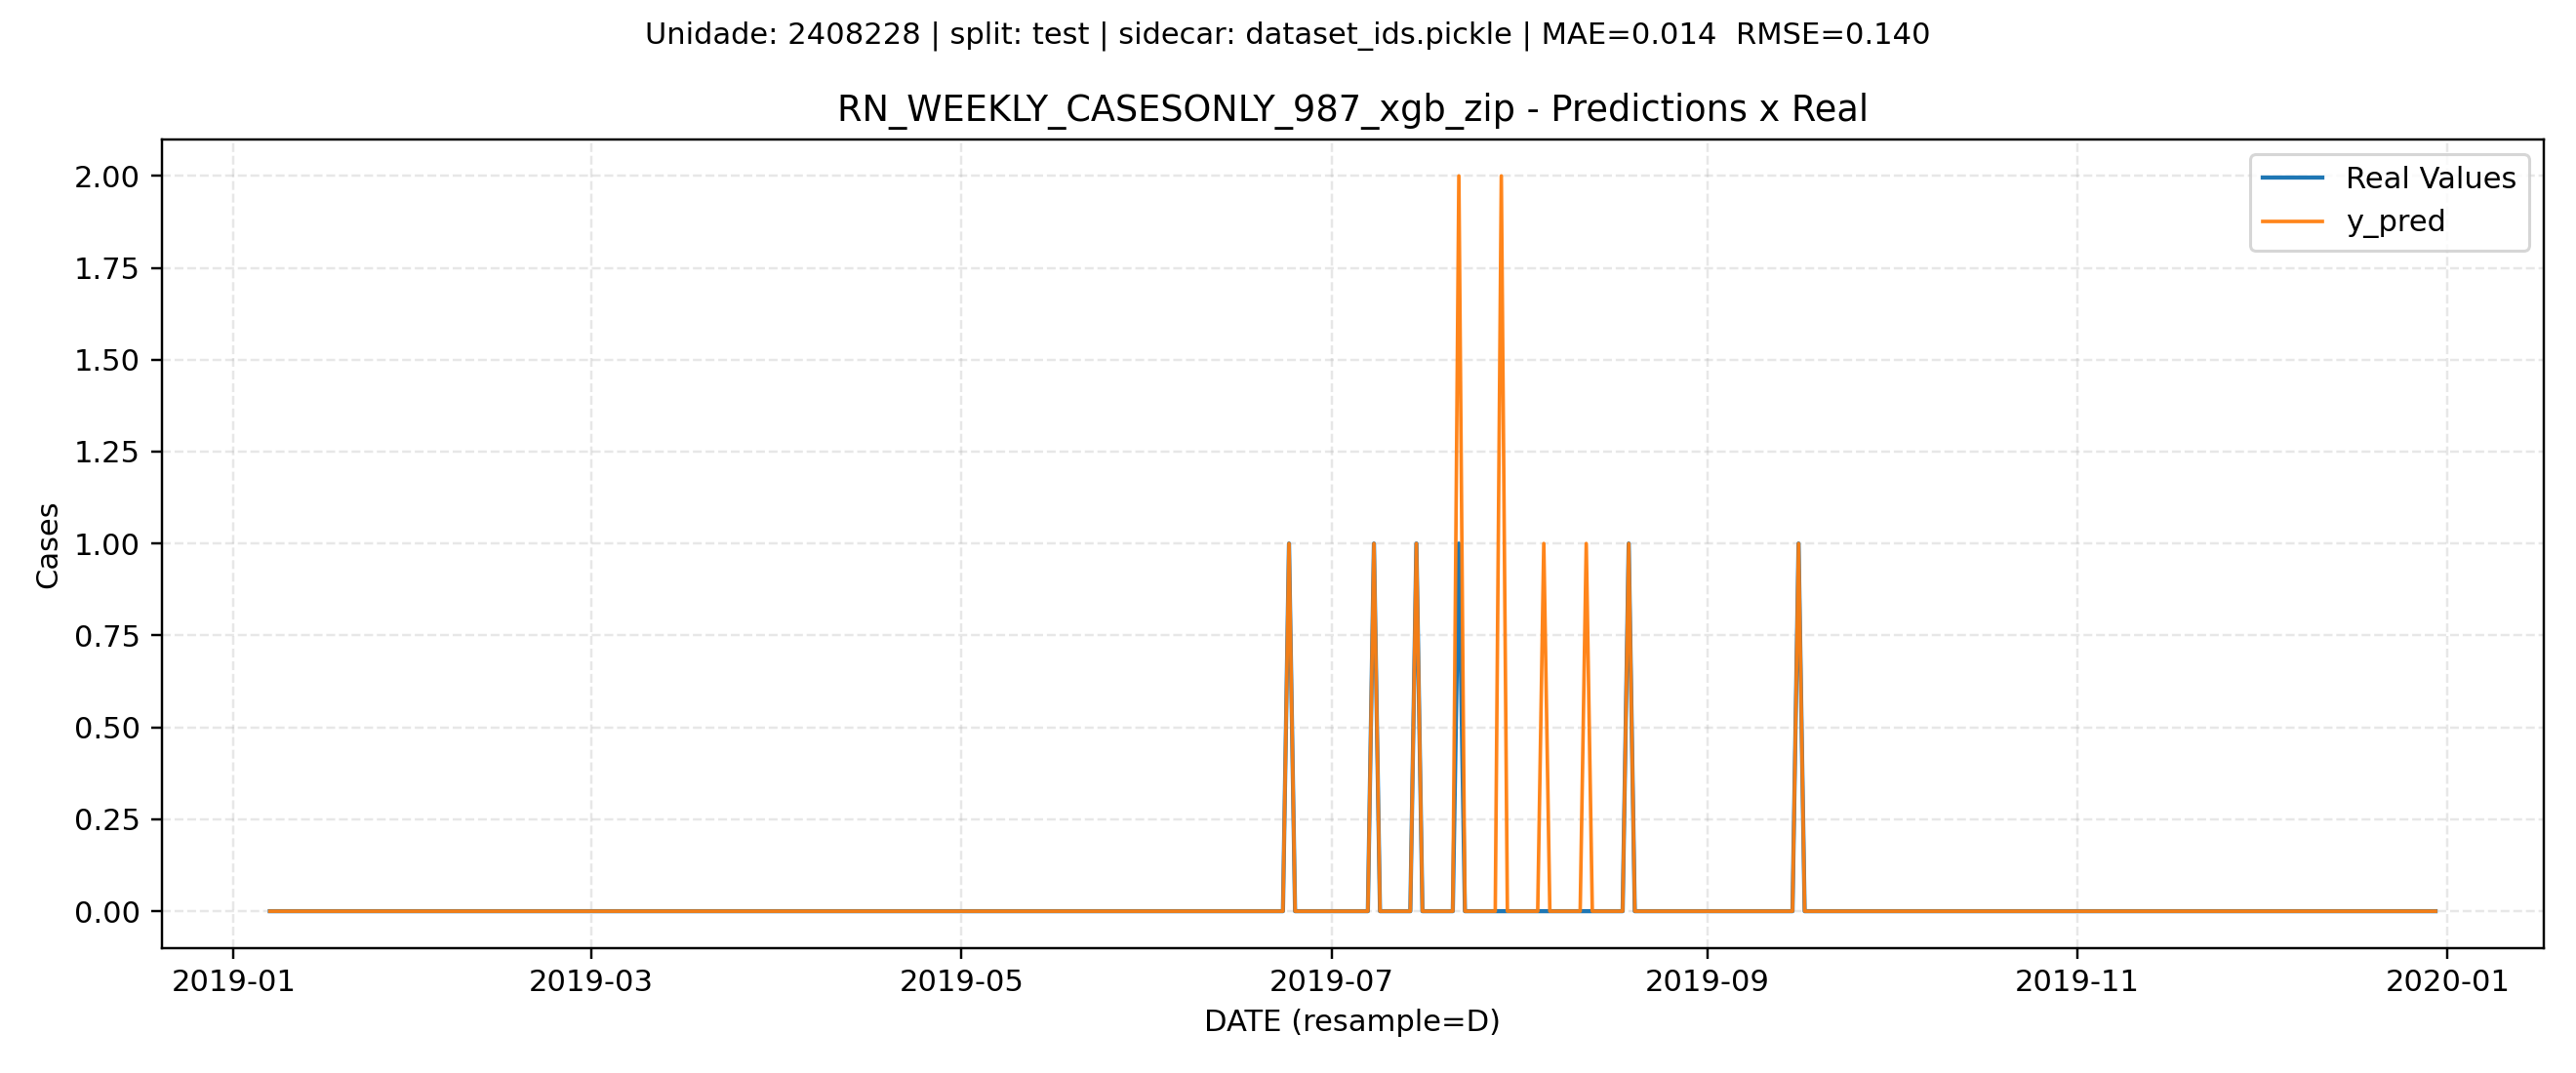 Unidade: 2408228 | split: test | sidecar: dataset_ids.pickle | MAE=0.014  RMSE=0.140
RN_WEEKLY_CASESONLY_987_xgb_zip - Predictions x Real
Real Values
y_pred
2.00
1.75
1.50
1.25
1.00
0.75
0.50
0.25
0.00
Cases
2019-01 2019-03 2019-05 2019-07 2019-09 2019-11 2020-01
DATE (resample=D)